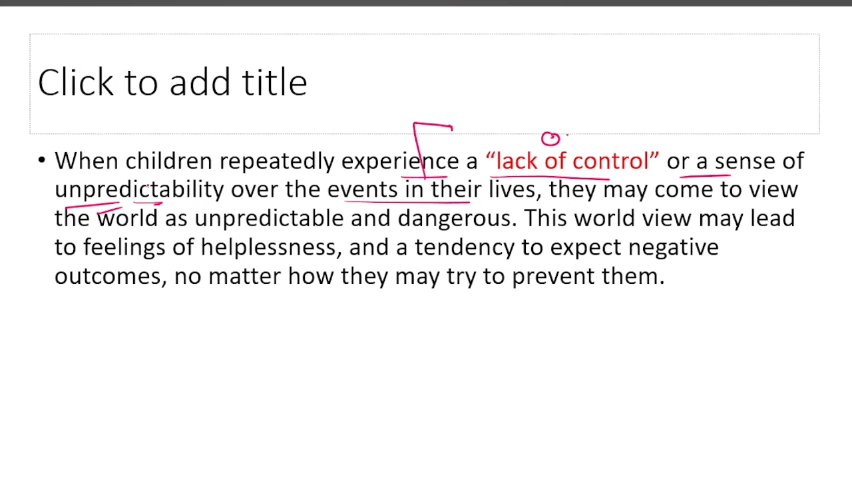 Click to add title
• When children repeatedly experience a “lack of control” or a sense of
unpredictability over the events in their lives, they may come to view
the world as unpredictable and dangerous. This world view may lead
to feelings of helplessness, and a tendency to expect negative
outcomes, no matter how they may try to prevent them.